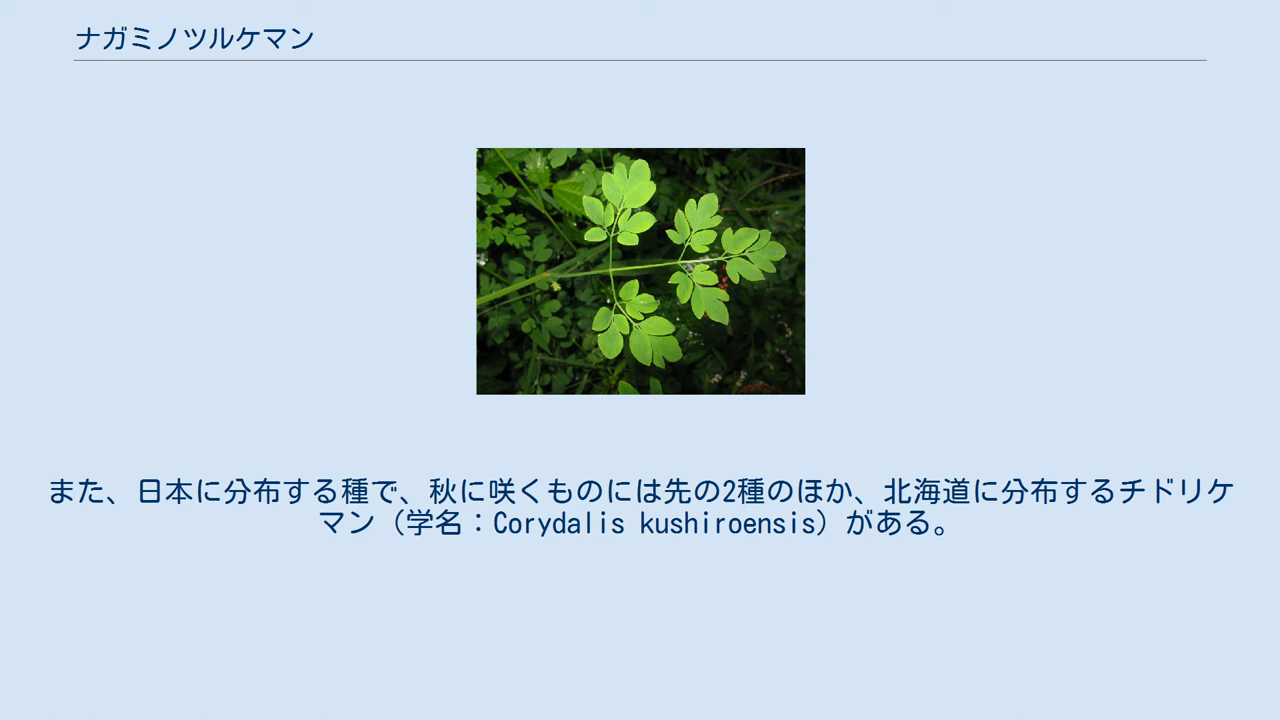 ナガミノツルケマン
また、日本に分布する種で、秋に咲くものには先の2種のほか、北海道に分布するチドリケ
マン（学名：Corydalis kushiroensis）がある。